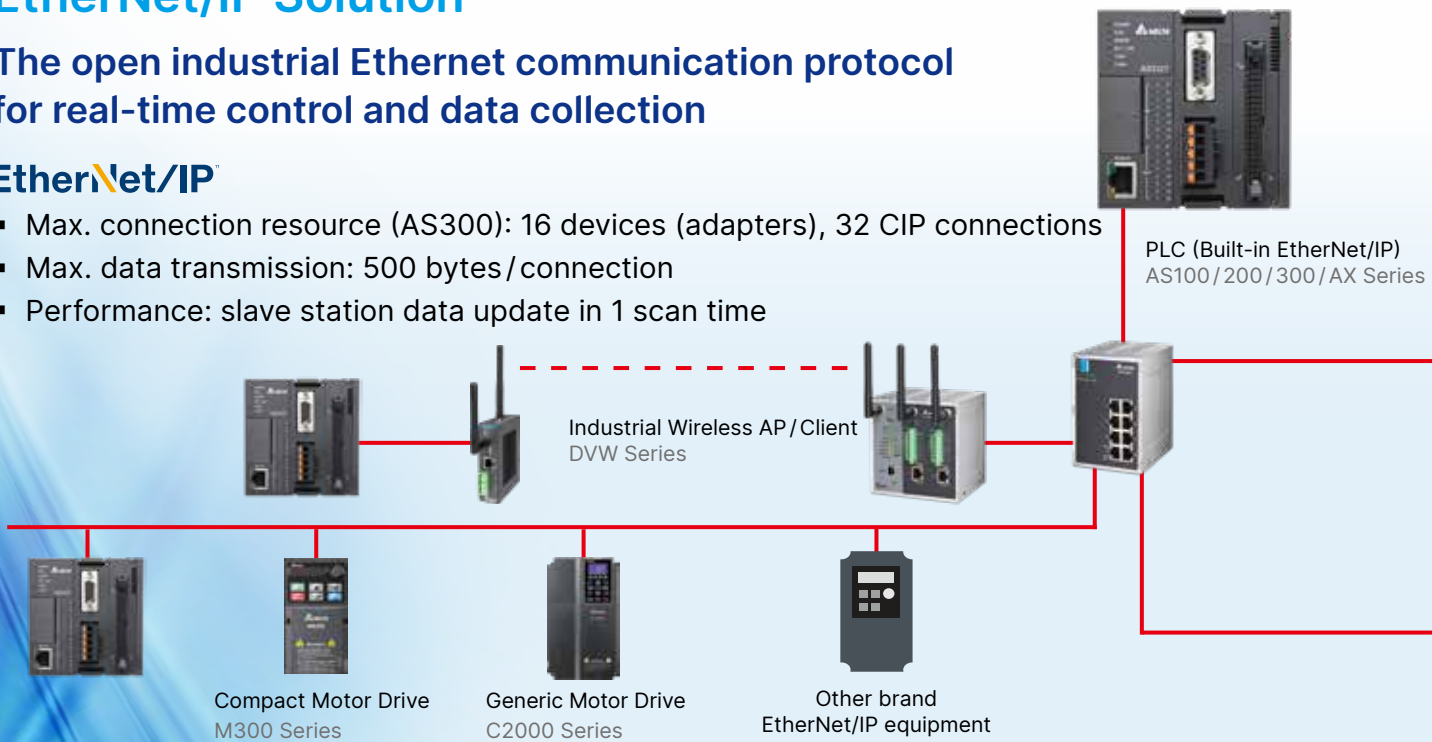 EtherNet/IP Solution
The open industrial Ethernet communication protocol
for real-time control and data collection
EtherNet/IP
▪ Max. connection resource (AS300): 16 devices (adapters), 32 CIP connections
▪ Max. data transmission: 500 bytes/connection
▪ Performance: slave station data update in 1 scan time
PLC (Built-in EtherNet/IP)
AS100/200/300/AX Series
Industrial Wireless AP/Client
DVW Series
Compact Motor Drive
M300 Series
Generic Motor Drive
C2000 Series
Other brand
EtherNet/IP equipment